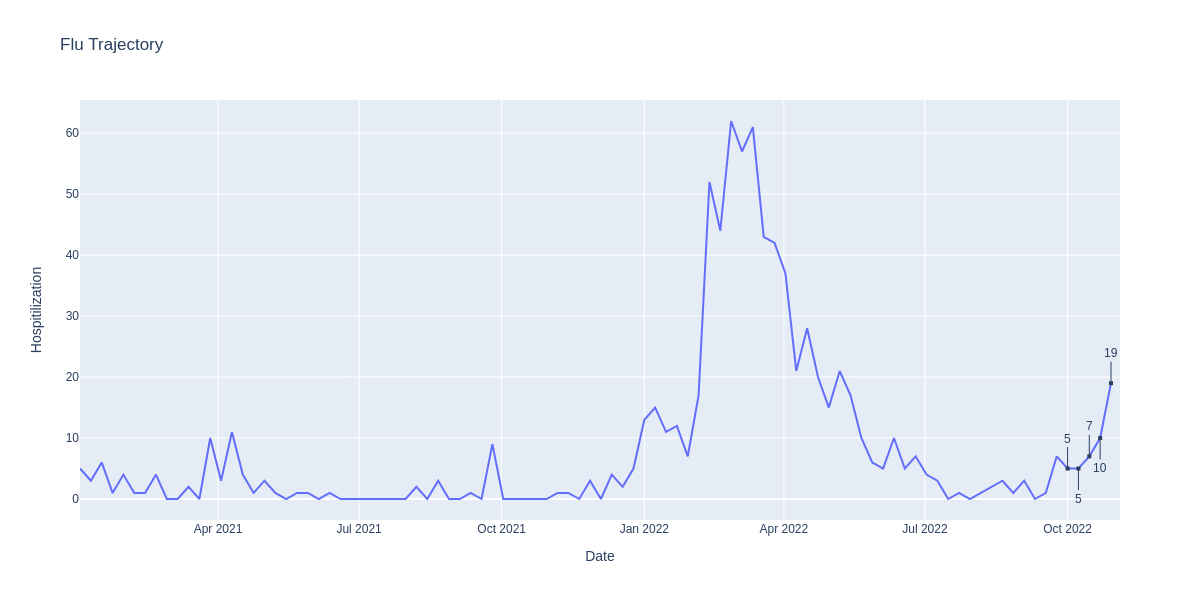 Flu Trajectory
Hospitilization
60
50
40
30
20
10
0
19
7
5
10
5
Apr 2021
Jul 2021
Oct 2021
Jan 2022
Apr 2022
Jul 2022
Oct 2022
Date